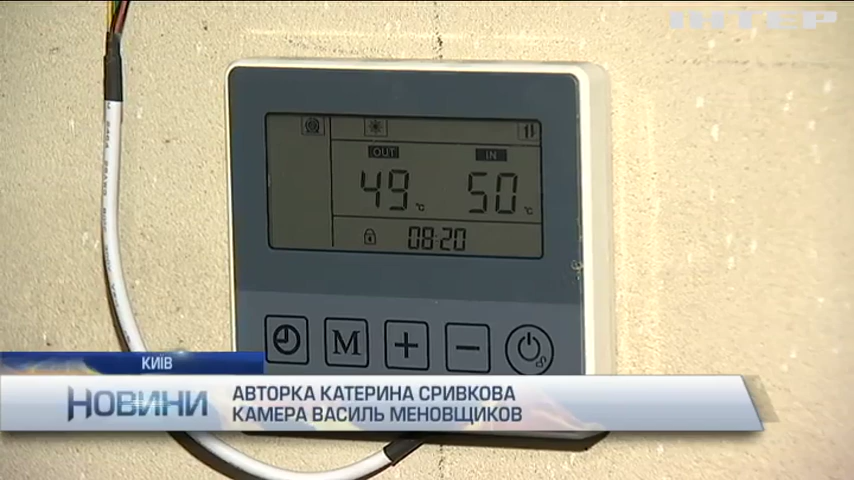 ІНТЕР
OUT IN
49 °C 50 °C
08:20
M + −
КИЇВ
НОВИНИ
АВТОРКА КАТЕРИНА СРИВКОВА
КАМЕРА ВАСИЛЬ МЕНОВЩИКОВ